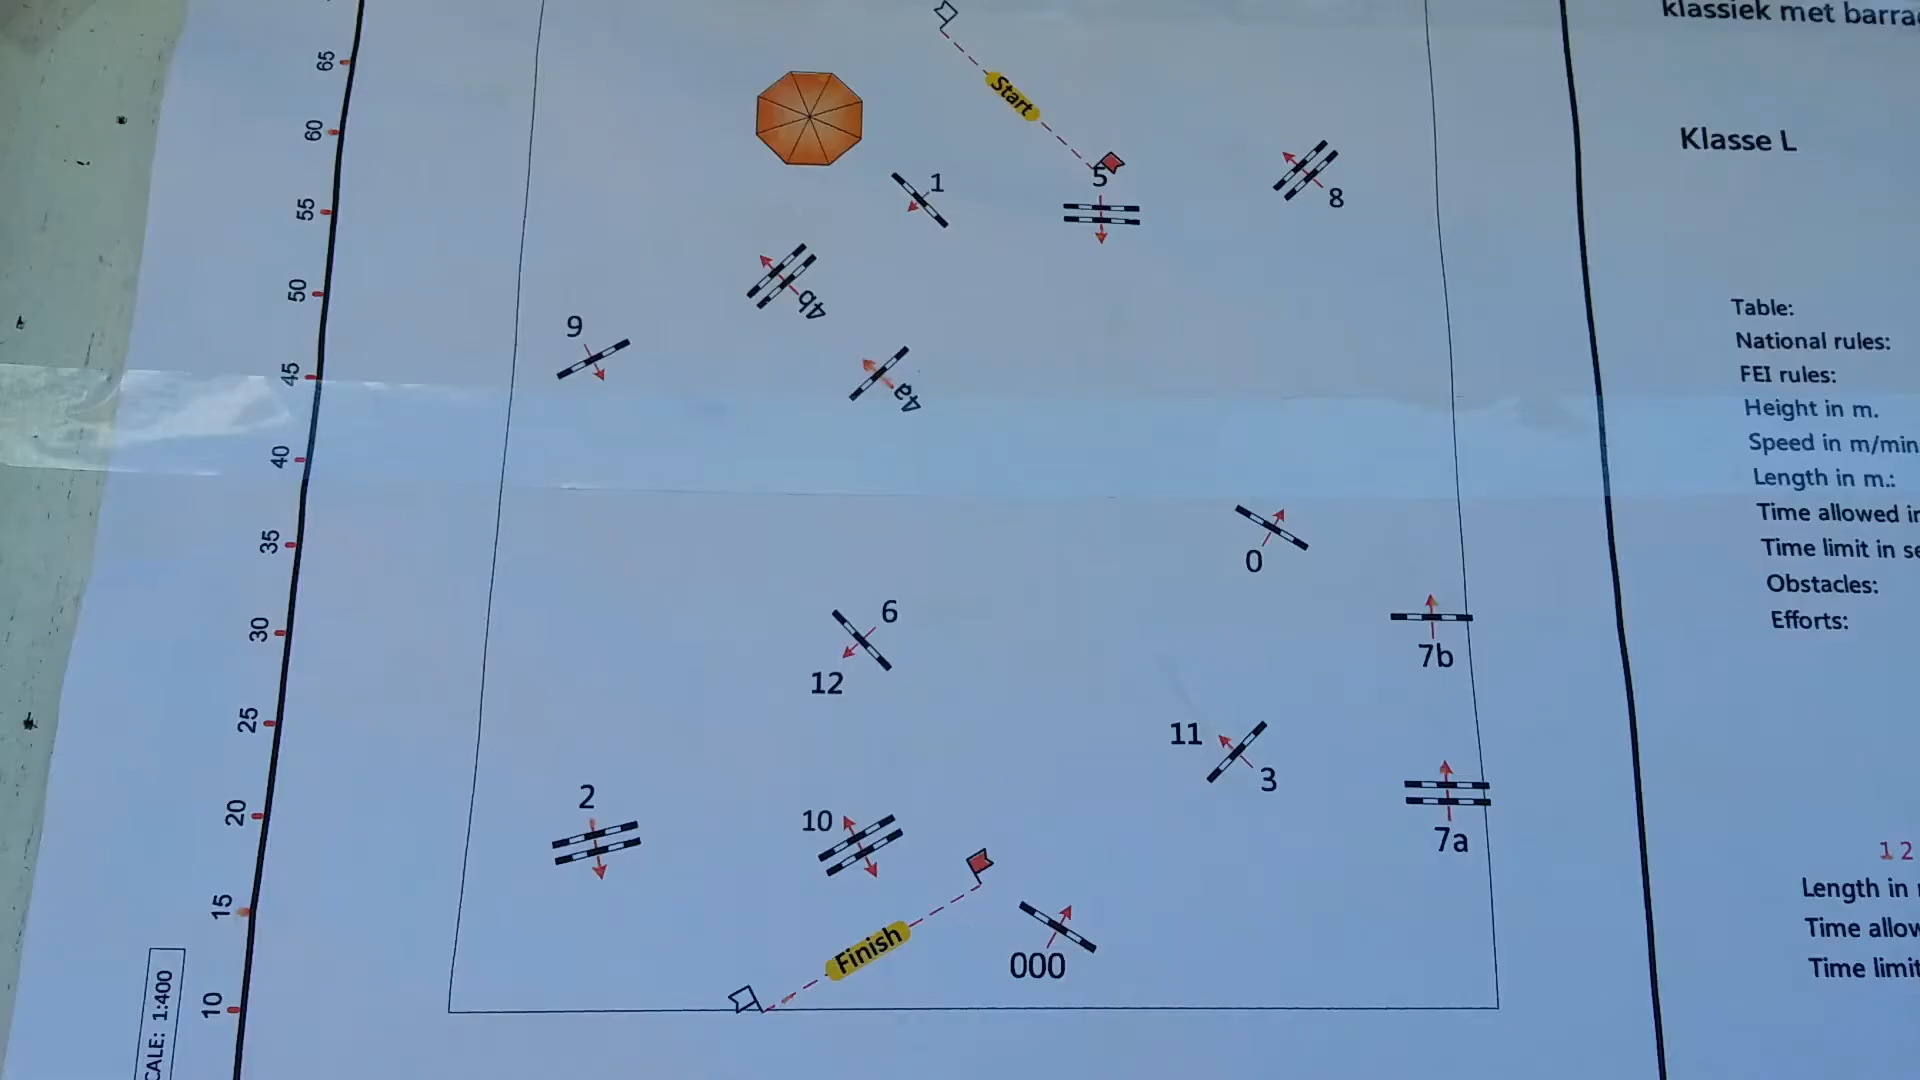 klassiek met barra
Klasse L
Table:
National rules:
FEI rules:
Height in m.
Speed in m/min
Length in m.:
Time allowed in
Time limit in se
Obstacles:
Efforts:
1 2
Length in
Time allow
Time limit
65
60
55
50
45
40
35
30
25
20
15
10
CALE: 1:400
Start
1
5
8
4b
9
4a
0
6
12
7b
11
3
2
10
7a
Finish
000